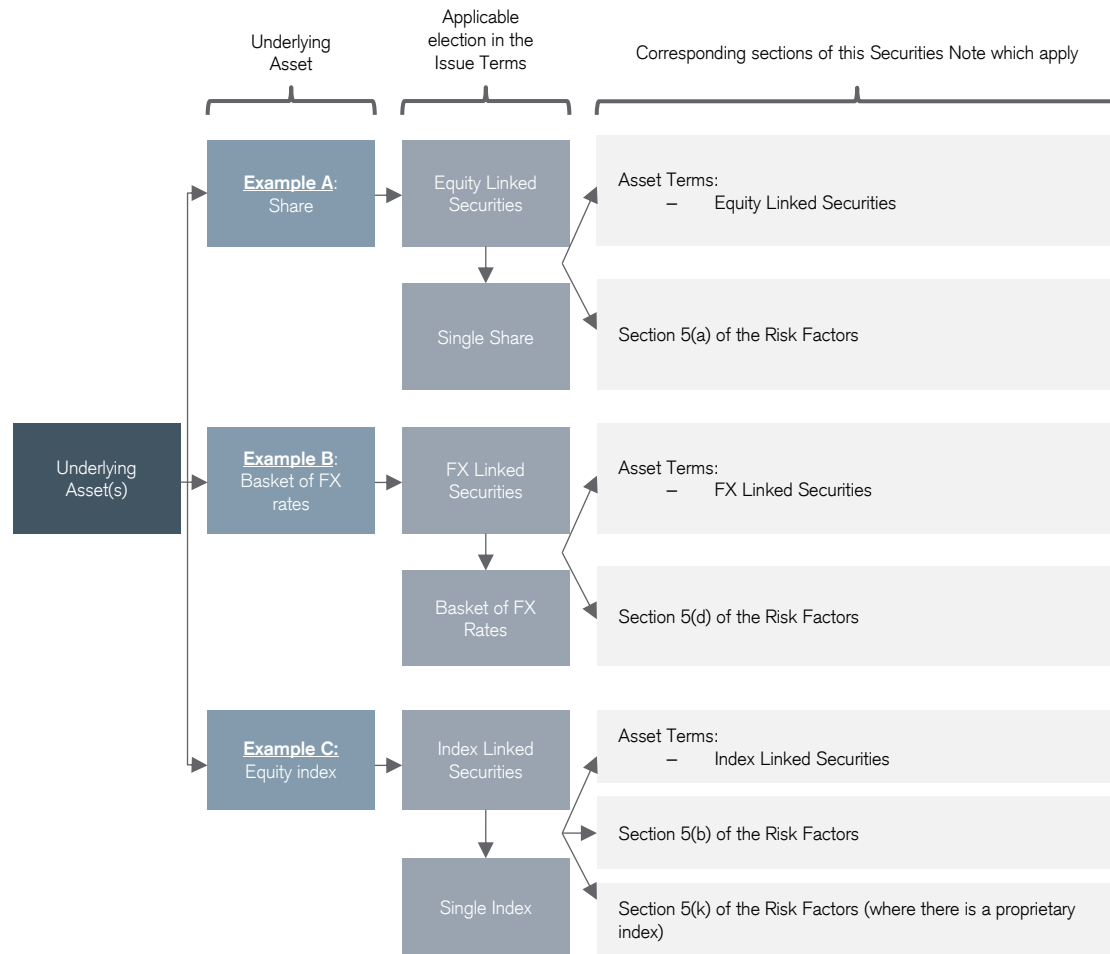 Underlying
Asset
Applicable
election in the
Issue Terms
Corresponding sections of this Securities Note which apply
Example A:
Share
Equity Linked
Securities
Asset Terms:
– Equity Linked Securities
Single Share
Section 5(a) of the Risk Factors
Underlying
Asset(s)
Example B:
Basket of FX
rates
FX Linked
Securities
Asset Terms:
– FX Linked Securities
Basket of FX
Rates
Section 5(d) of the Risk Factors
Example C:
Equity index
Index Linked
Securities
Asset Terms:
– Index Linked Securities
Section 5(b) of the Risk Factors
Single Index
Section 5(k) of the Risk Factors (where there is a proprietary
index)